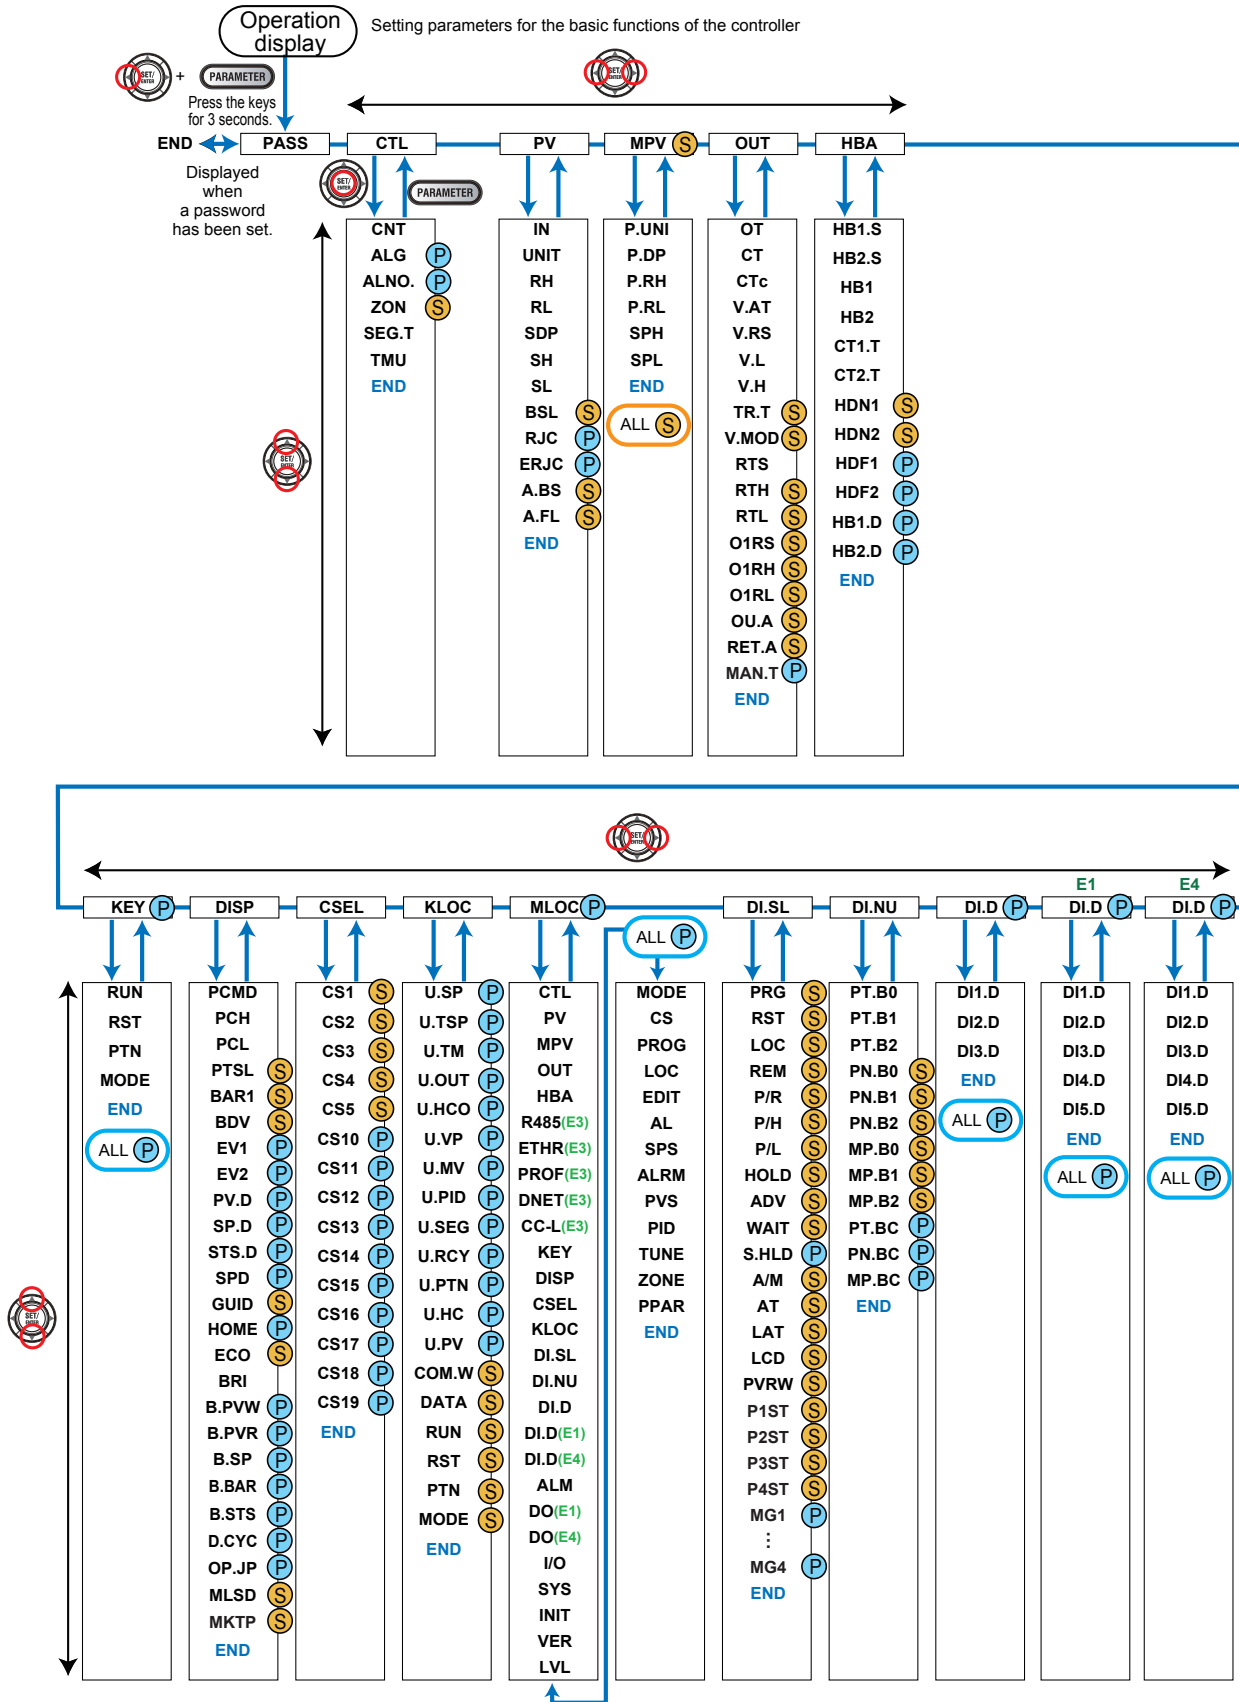 Operation
display
Setting parameters for the basic functions of the controller
SET/
ENTER
+
PARAMETER
Press the keys
for 3 seconds.
SET/
ENTER
END
PASS
CTL
PV
MPV S
OUT
HBA
Displayed
when
a password
has been set.
SET/
ENTER
PARAMETER
SET/
ENTER
CNT
ALG P
ALNO. P
ZON S
SEG.T
TMU
END
IN
UNIT
RH
RL
SDP
SH
SL
BSL S
RJC P
ERJC P
A.BS S
A.FL S
END
P.UNI
P.DP
P.RH
P.RL
SPH
SPL
END
ALL S
OT
CT
CTc
V.AT
V.RS
V.L
V.H
TR.T S
V.MOD S
RTS
RTH S
RTL S
O1RS S
O1RH S
O1RL S
OU.A S
RET.A S
MAN.T P
END
HB1.S
HB2.S
HB1
HB2
CT1.T
CT2.T
HDN1 S
HDN2 S
HDF1 P
HDF2 P
HB1.D P
HB2.D P
END
SET/
ENTER
E1
E4
KEY P
DISP
CSEL
KLOC
MLOC P
DI.SL
DI.NU
DI.D P
DI.D P
DI.D P
SET/
ENTER
RUN
RST
PTN
MODE
END
ALL P
PCMD
PCH
PCL
PTSL S
BAR1 S
BDV S
EV1 P
EV2 P
PV.D P
SP.D P
STS.D P
SPD P
GUID S
HOME P
ECO S
BRI
B.PVW P
B.PVR P
B.SP P
B.BAR P
B.STS P
D.CYC P
OP.JP P
MLSD S
MKTP S
END
CS1 S
CS2 S
CS3 S
CS4 S
CS5 S
CS10 P
CS11 P
CS12 P
CS13 P
CS14 P
CS15 P
CS16 P
CS17 P
CS18 P
CS19 P
END
U.SP P
U.TSP P
U.TM P
U.OUT P
U.HCO P
U.VP P
U.MV P
U.PID P
U.SEG P
U.RCY P
U.PTN P
U.HC P
U.PV P
COM.W S
DATA S
RUN S
RST S
PTN S
MODE S
END
CTL
PV
MPV
OUT
HBA
R485(E3)
ETHR(E3)
PROF(E3)
DNET(E3)
CC-L(E3)
KEY
DISP
CSEL
KLOC
DI.SL
DI.NU
DI.D
DI.D(E1)
DI.D(E4)
ALM
DO(E1)
DO(E4)
I/O
SYS
INIT
VER
LVL
ALL P
MODE
CS
PROG
LOC
EDIT
AL
SPS
ALRM
PVS
PID
TUNE
ZONE
PPAR
END
PRG S
RST S
LOC S
REM S
P/R S
P/H S
P/L S
HOLD S
ADV S
WAIT S
S.HLD P
A/M S
AT S
LAT S
LCD S
PVRW S
P1ST S
P2ST S
P3ST S
P4ST S
MG1 P
⋮
MG4 P
END
PT.B0
PT.B1
PT.B2
PN.B0 S
PN.B1 S
PN.B2 S
MP.B0 S
MP.B1 S
MP.B2 S
PT.BC P
PN.BC P
MP.BC P
END
DI1.D
DI2.D
DI3.D
END
ALL P
DI1.D
DI2.D
DI3.D
DI4.D
DI5.D
END
ALL P
DI1.D
DI2.D
DI3.D
DI4.D
DI5.D
END
ALL P